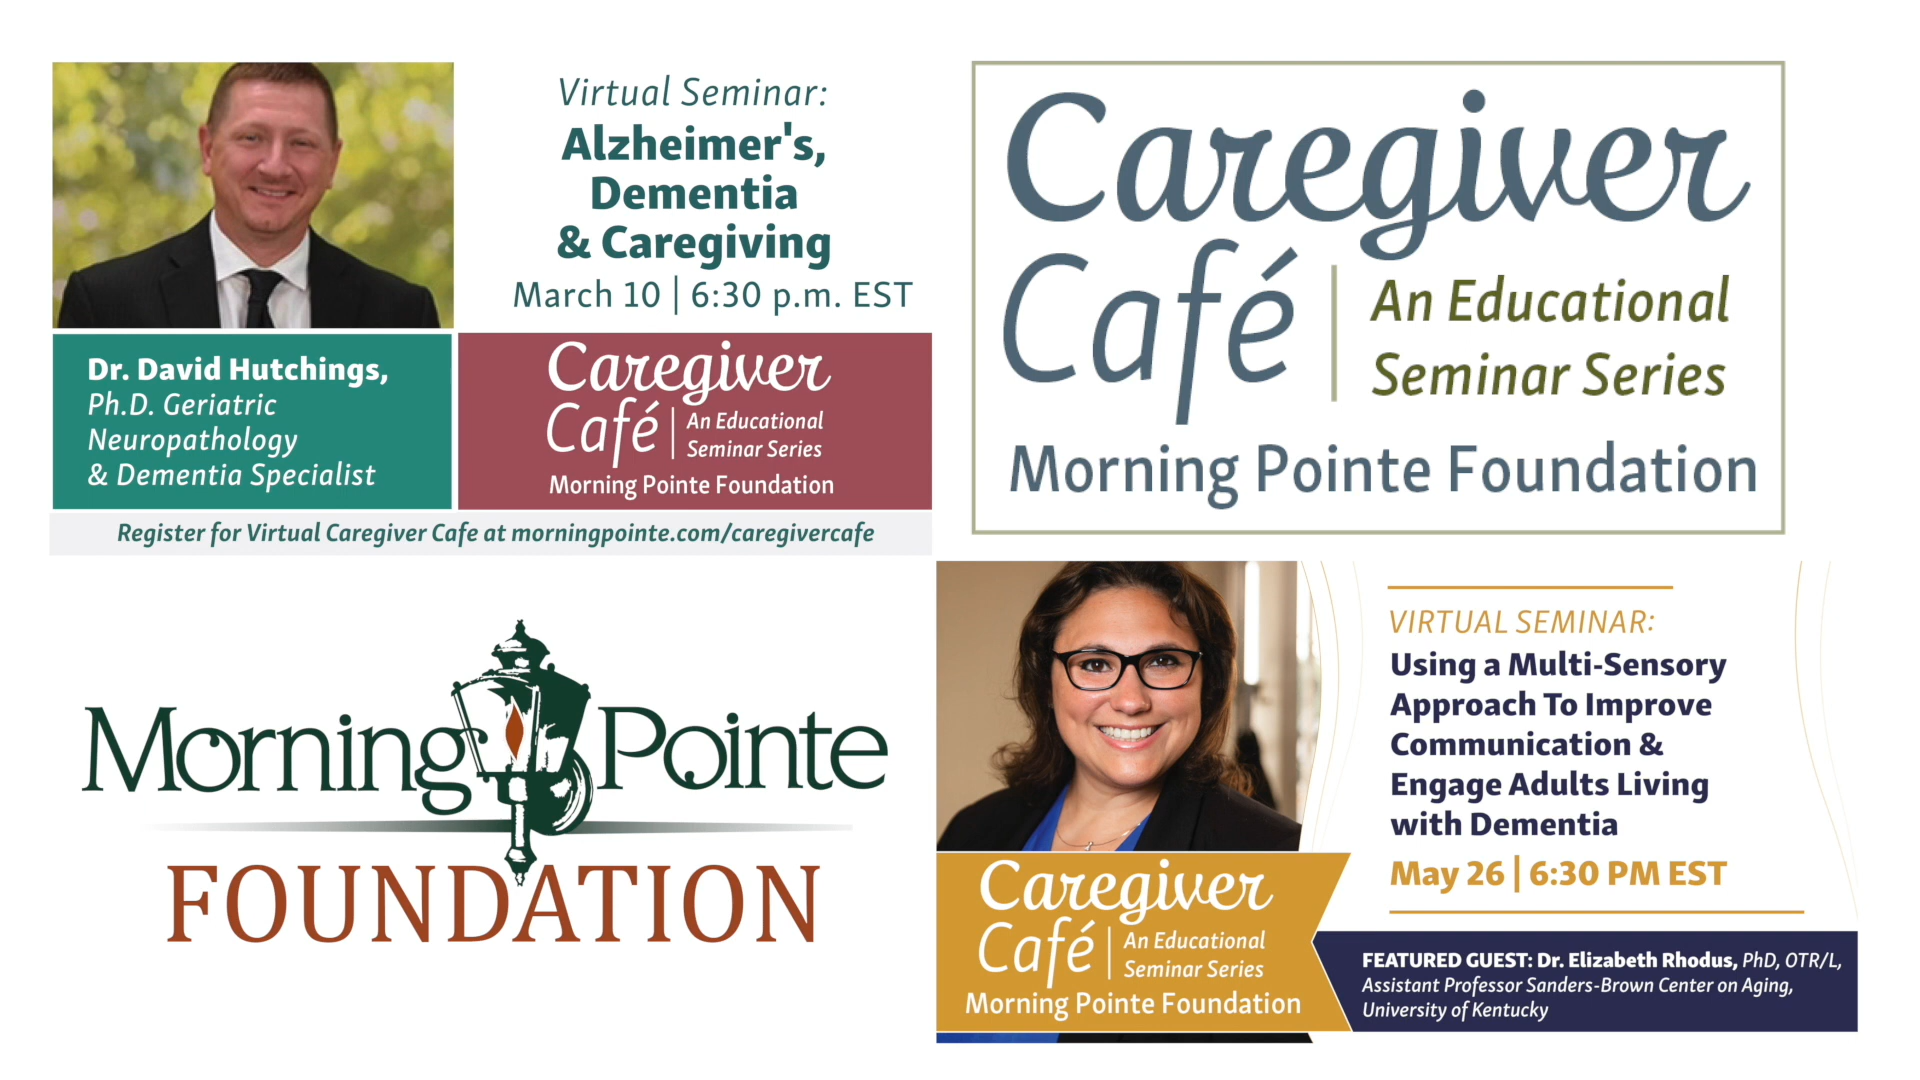 Virtual Seminar:
Alzheimer's,
Dementia
& Caregiving
March 10 | 6:30 p.m. EST
Dr. David Hutchings,
Ph.D. Geriatric
Neuropathology
& Dementia Specialist
Caregiver
Café | An Educational
Seminar Series
Morning Pointe Foundation
Register for Virtual Caregiver Cafe at morningpointe.com/caregivercafe
Caregiver
Café | An Educational
Seminar Series
Morning Pointe Foundation
Morning Pointe
FOUNDATION
VIRTUAL SEMINAR:
Using a Multi-Sensory
Approach To Improve
Communication &
Engage Adults Living
with Dementia
May 26 | 6:30 PM EST
Caregiver
Café | An Educational
Seminar Series
Morning Pointe Foundation
FEATURED GUEST: Dr. Elizabeth Rhodus, PhD, OTR/L,
Assistant Professor Sanders-Brown Center on Aging,
University of Kentucky